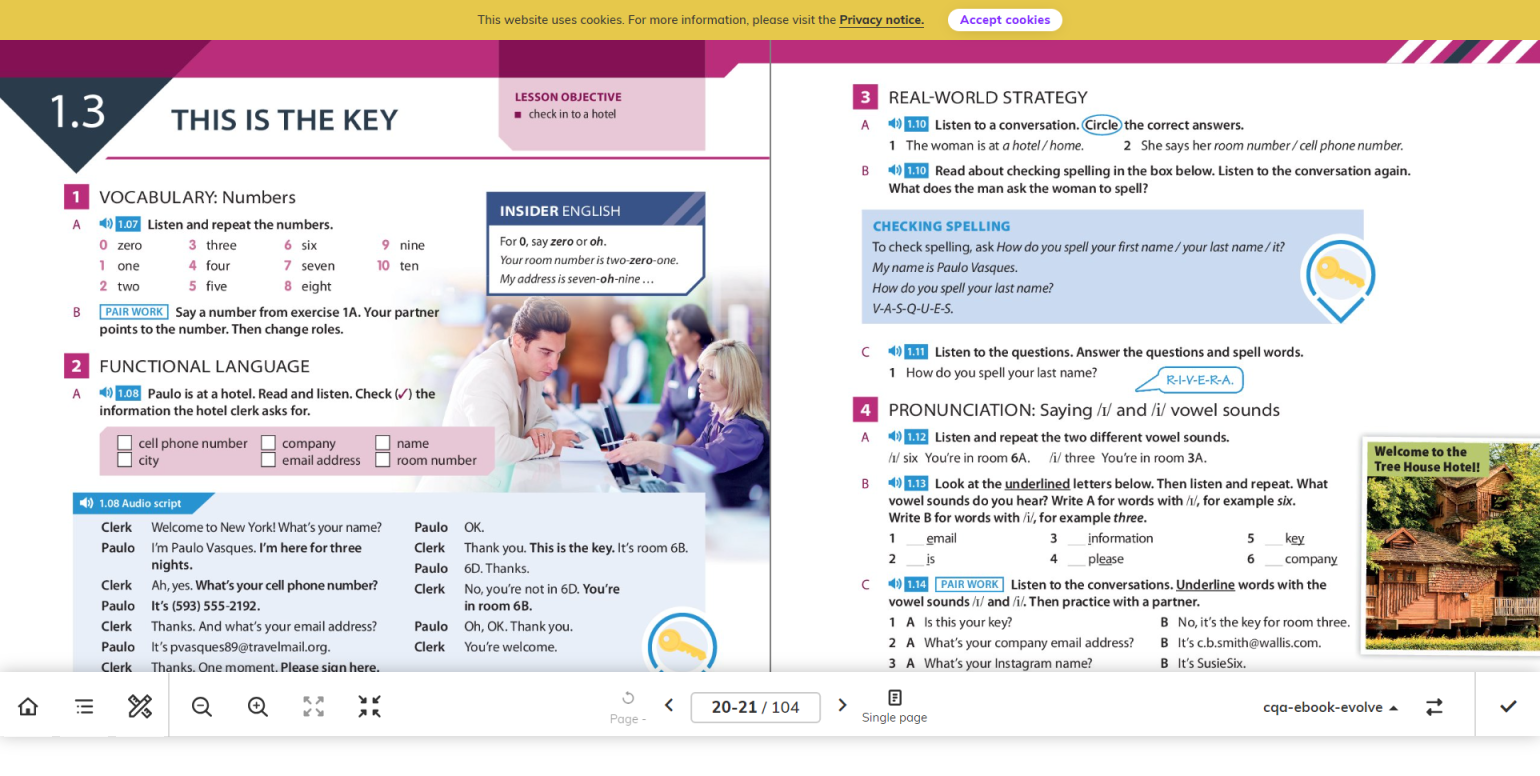 This website uses cookies. For more information, please visit the Privacy notice. Accept cookies
1.3
THIS IS THE KEY
LESSON OBJECTIVE
■ check in to a hotel
1 VOCABULARY: Numbers
A 1.07 Listen and repeat the numbers.
0 zero 3 three 6 six 9 nine
1 one 4 four 7 seven 10 ten
2 two 5 five 8 eight
B PAIR WORK Say a number from exercise 1A. Your partner
points to the number. Then change roles.
INSIDER ENGLISH
For 0, say zero or oh.
Your room number is two-zero-one.
My address is seven-oh-nine …
2 FUNCTIONAL LANGUAGE
A 1.08 Paulo is at a hotel. Read and listen. Check (✓) the
information the hotel clerk asks for.
cell phone number company name
city email address room number
1.08 Audio script
Clerk Welcome to New York! What's your name?
Paulo I'm Paulo Vasques. I'm here for three
nights.
Clerk Ah, yes. What's your cell phone number?
Paulo It's (593) 555-2192.
Clerk Thanks. And what's your email address?
Paulo It's pvasques89@travelmail.org.
Clerk Thanks. One moment. Please sign here.
Paulo OK.
Clerk Thank you. This is the key. It's room 6B.
Paulo 6D. Thanks.
Clerk No, you're not in 6D. You're
in room 6B.
Paulo Oh, OK. Thank you.
Clerk You're welcome.
3 REAL-WORLD STRATEGY
A 1.10 Listen to a conversation. Circle the correct answers.
1 The woman is at a hotel / home. 2 She says her room number / cell phone number.
B 1.10 Read about checking spelling in the box below. Listen to the conversation again.
What does the man ask the woman to spell?
CHECKING SPELLING
To check spelling, ask How do you spell your first name / your last name / it?
My name is Paulo Vasques.
How do you spell your last name?
V-A-S-Q-U-E-S.
C 1.11 Listen to the questions. Answer the questions and spell words.
1 How do you spell your last name?
R-I-V-E-R-A.
4 PRONUNCIATION: Saying /ɪ/ and /i/ vowel sounds
A 1.12 Listen and repeat the two different vowel sounds.
/ɪ/ six You're in room 6A. /i/ three You're in room 3A.
B 1.13 Look at the underlined letters below. Then listen and repeat. What
vowel sounds do you hear? Write A for words with /ɪ/, for example six.
Write B for words with /i/, for example three.
1 ___ email 3 ___ information 5 ___ key
2 ___ is 4 ___ please 6 ___ company
C 1.14 PAIR WORK Listen to the conversations. Underline words with the
vowel sounds /ɪ/ and /i/. Then practice with a partner.
1 A Is this your key? B No, it's the key for room three.
2 A What's your company email address? B It's c.b.smith@wallis.com.
3 A What's your Instagram name? B It's SusieSix.
Welcome to the
Tree House Hotel!
Page -
20-21 / 104
Single page
cqa-ebook-evolve